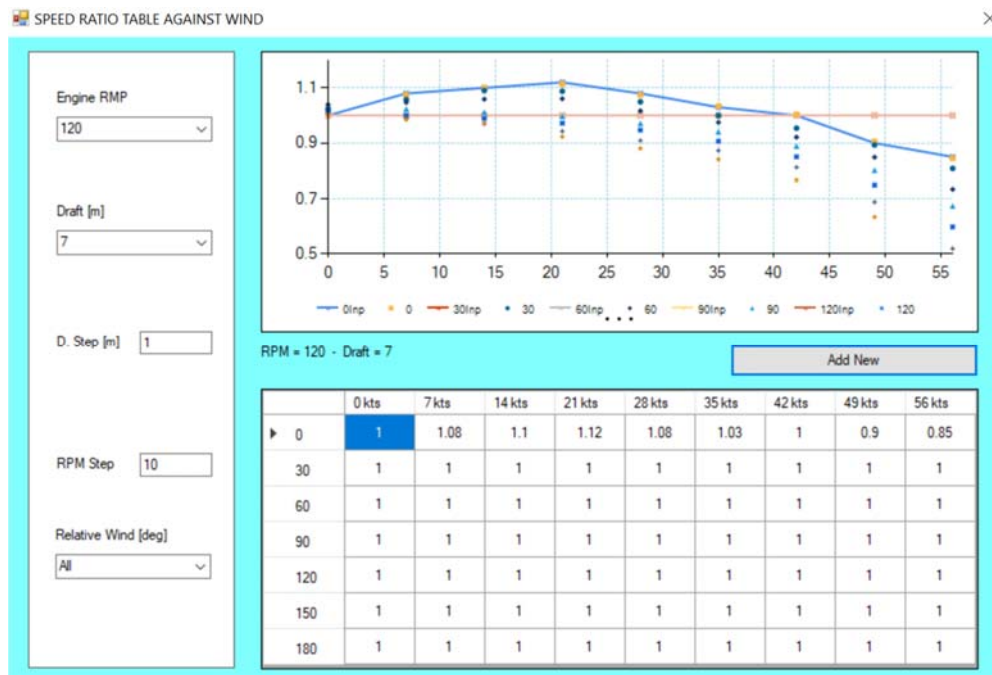 SPEED RATIO TABLE AGAINST WIND
Engine RMP
120
Draft [m]
7
D. Step [m] 1
RPM Step 10
Relative Wind [deg]
All
1.1
0.9
0.7
0.5
0 5 10 15 20 25 30 35 40 45 50 55
0Inp 0 30Inp 30 60Inp 60 90Inp 90 120Inp 120
RPM = 120 - Draft = 7
Add New
0 kts 7 kts 14 kts 21 kts 28 kts 35 kts 42 kts 49 kts 56 kts
0 1 1.08 1.1 1.12 1.08 1.03 1 0.9 0.85
30 1 1 1 1 1 1 1 1 1
60 1 1 1 1 1 1 1 1 1
90 1 1 1 1 1 1 1 1 1
120 1 1 1 1 1 1 1 1 1
150 1 1 1 1 1 1 1 1 1
180 1 1 1 1 1 1 1 1 1